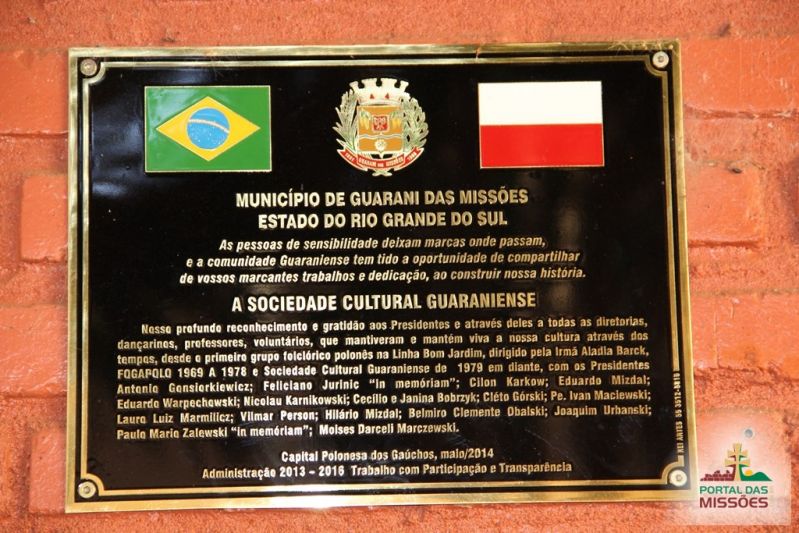 MUNICÍPIO DE GUARANI DAS MISSÕES
ESTADO DO RIO GRANDE DO SUL
As pessoas de sensibilidade deixam marcas onde passam,
e a comunidade Guaraniense tem tido a oportunidade de compartilhar
de vossos marcantes trabalhos e dedicação, ao construir nossa história.
A SOCIEDADE CULTURAL GUARANIENSE
Nosso profundo reconhecimento e gratidão aos Presidentes e através deles a todas as diretorias,
dançarinos, professores, voluntários, que mantiveram e mantém viva a nossa cultura através dos
tempos, desde o primeiro grupo folclórico polonês na Linha Bom Jardim, dirigido pela Irmã Aladia Barck,
FOGAPOLO 1969 A 1978 e Sociedade Cultural Guaraniense de 1979 em diante, com os Presidentes
Antonio Gensiorkiewicz; Feliciano Jurinic "in memóriam"; Cilon Karkow; Eduardo Mizdal;
Eduardo Warpechowski; Nicolau Karnikowski; Cecílio e Janina Bobrzyk; Cléto Górski; Pe. Ivan Maciewski;
Lauro Luiz Marmilicz; Vilmar Person; Hilário Mizdal; Belmiro Clemente Obalski; Joaquim Urbanski;
Paulo Mario Zalewski "in memóriam"; Moises Darceli Marczewski.
Capital Polonesa dos Gaúchos, maio/2014
Administração 2013 - 2016 Trabalho com Participação e Transparência
PORTAL DAS
MISSÕES